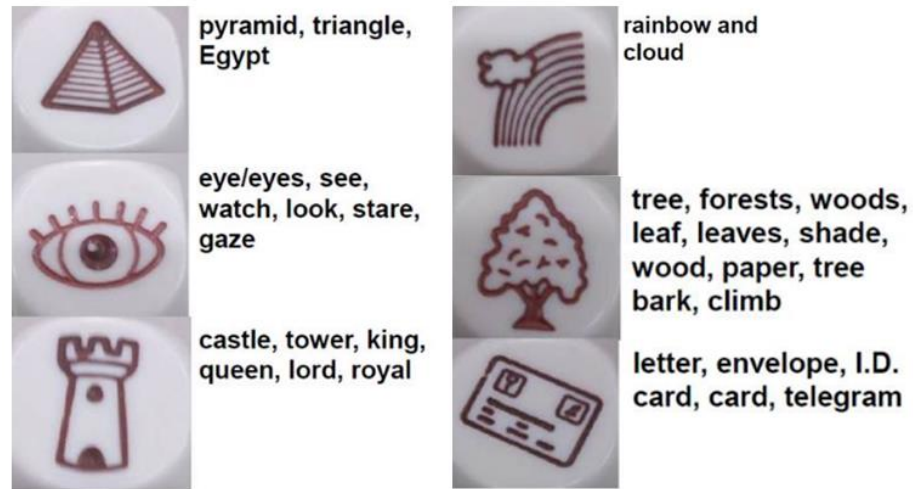 pyramid, triangle,
Egypt
rainbow and
cloud
eye/eyes, see,
watch, look, stare,
gaze
tree, forests, woods,
leaf, leaves, shade,
wood, paper, tree
bark, climb
castle, tower, king,
queen, lord, royal
letter, envelope, I.D.
card, card, telegram